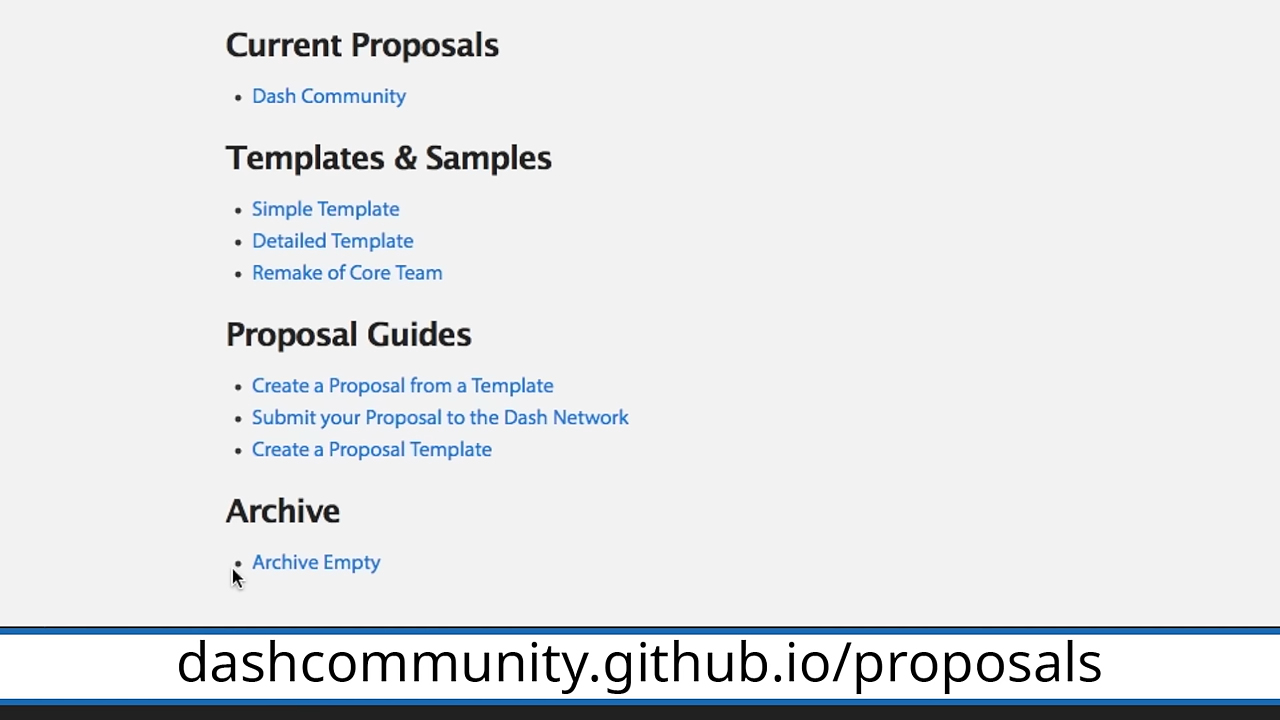 Current Proposals
Dash Community
Templates & Samples
Simple Template
Detailed Template
Remake of Core Team
Proposal Guides
Create a Proposal from a Template
Submit your Proposal to the Dash Network
Create a Proposal Template
Archive
Archive Empty
dashcommunity.github.io/proposals